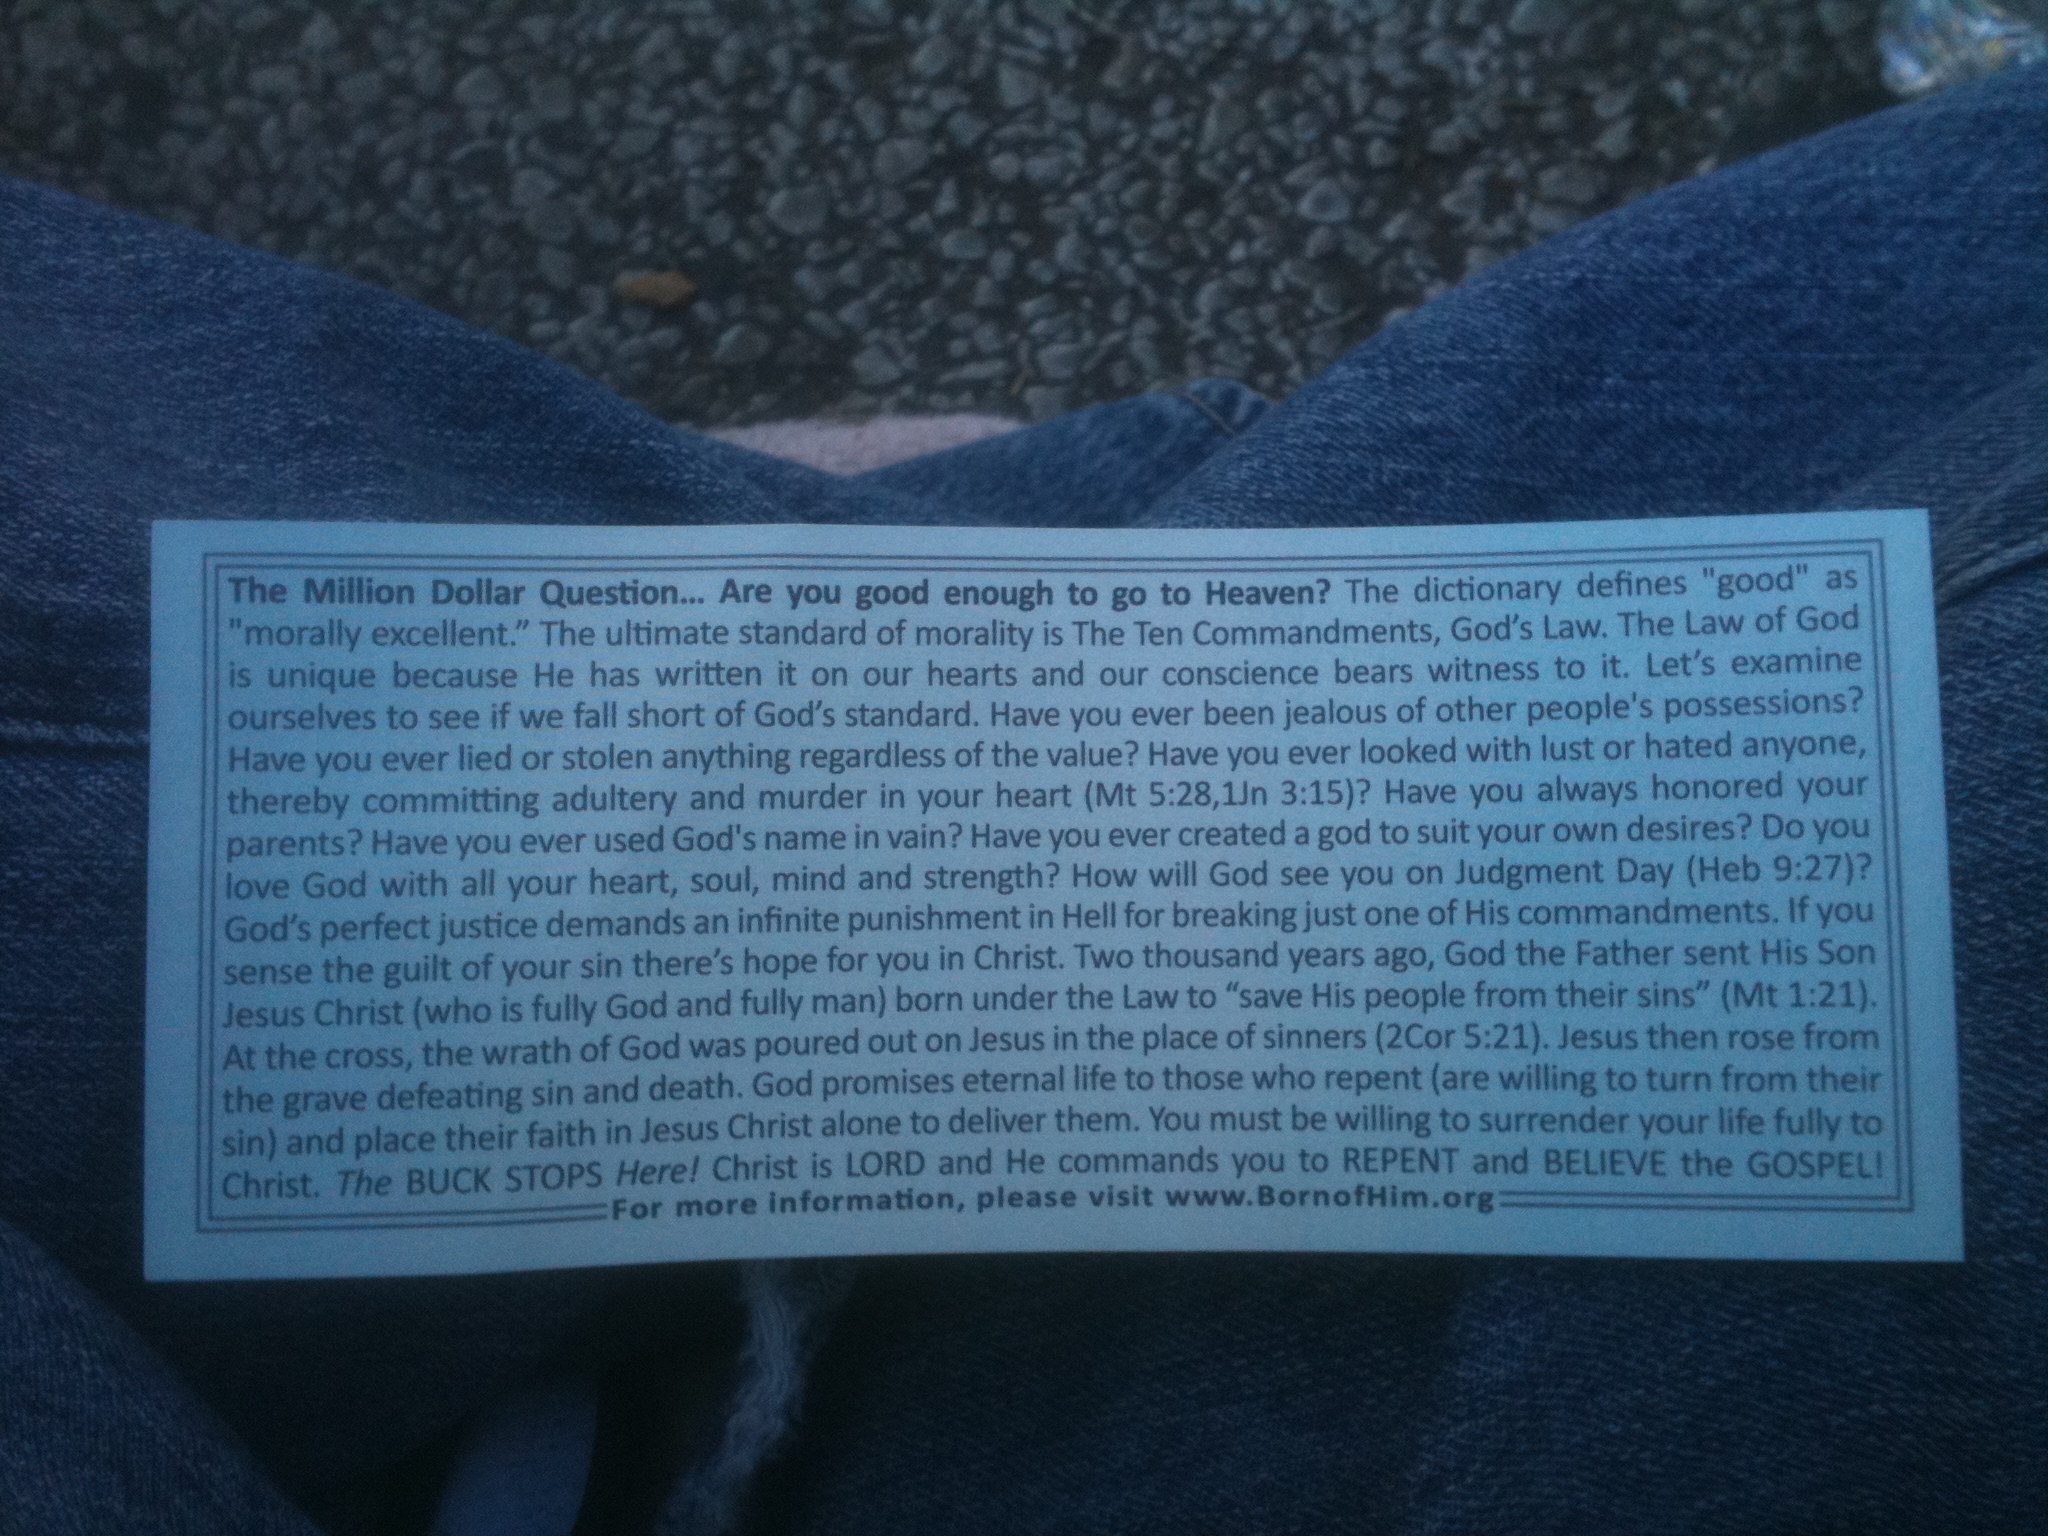 The Million Dollar Question... Are you good enough to go to Heaven? The dictionary defines "good" as
"morally excellent.” The ultimate standard of morality is The Ten Commandments, God’s Law. The Law of God
is unique because He has written it on our hearts and our conscience bears witness to it. Let’s examine
ourselves to see if we fall short of God’s standard. Have you ever been jealous of other people's possessions?
Have you ever lied or stolen anything regardless of the value? Have you ever looked with lust or hated anyone,
thereby committing adultery and murder in your heart (Mt 5:28,1Jn 3:15)? Have you always honored your
parents? Have you ever used God's name in vain? Have you ever created a god to suit your own desires? Do you
love God with all your heart, soul, mind and strength? How will God see you on Judgment Day (Heb 9:27)?
God’s perfect justice demands an infinite punishment in Hell for breaking just one of His commandments. If you
sense the guilt of your sin there’s hope for you in Christ. Two thousand years ago, God the Father sent His Son
Jesus Christ (who is fully God and fully man) born under the Law to “save His people from their sins” (Mt 1:21).
At the cross, the wrath of God was poured out on Jesus in the place of sinners (2Cor 5:21). Jesus then rose from
the grave defeating sin and death. God promises eternal life to those who repent (are willing to turn from their
sin) and place their faith in Jesus Christ alone to deliver them. You must be willing to surrender your life fully to
Christ. The BUCK STOPS Here! Christ is LORD and He commands you to REPENT and BELIEVE the GOSPEL!
For more information, please visit www.BornofHim.org